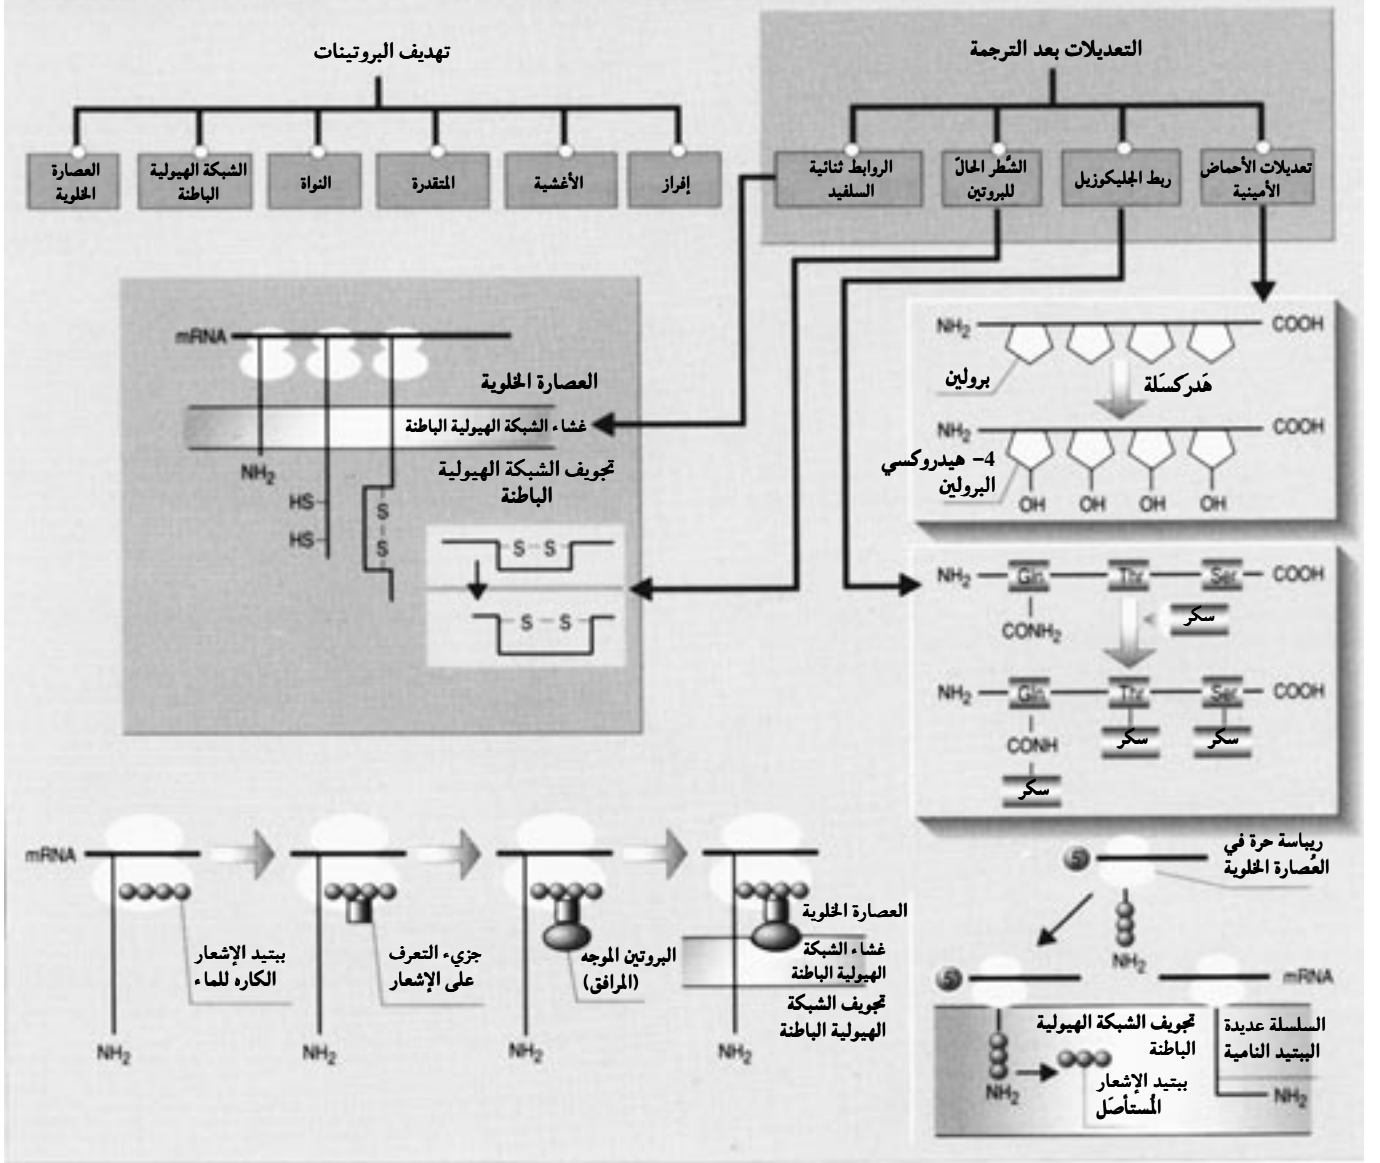 التعديلات بعد الترجمة
تعديلات الأحماض
الأمينية
ربط الجليكوزيل
الشَّطر الحالّ
للبروتين
الروابط ثنائية
السلفيد
تهديف البروتينات
إفراز
الأغشية
المتقدرة
النواة
الشبكة الهيولية
الباطنة
العصارة
الخلوية
NH2
COOH
برولين
هَدركسَلة
NH2
COOH
4- هيدروكسي
البرولين
OH OH OH OH
NH2 Gln Thr Ser COOH
CONH2
سكر
NH2 Gln Thr Ser COOH
CONH
سكر
سكر
سكر
mRNA
العصارة الخلوية
غشاء الشبكة الهيولية الباطنة
تجويف الشبكة الهيولية
الباطنة
NH2
HS
HS
S
S
S S
S S
mRNA
ببتيد الإشعار
الكاره للماء
NH2
جزيء التعرف
على الإشعار
NH2
البروتين الموجه
(المرافق)
NH2
العصارة الخلوية
غشاء الشبكة
الهيولية الباطنة
تجويف الشبكة
الهيولية الباطنة
NH2
ريباسة حرة في
العُصارة الخلوية
5'
NH2
5'
mRNA
السلسلة عديدة
الببتيد النامية
NH2
تجويف الشبكة الهيولية
الباطنة
NH2
ببتيد الإشعار
المُستأصَل